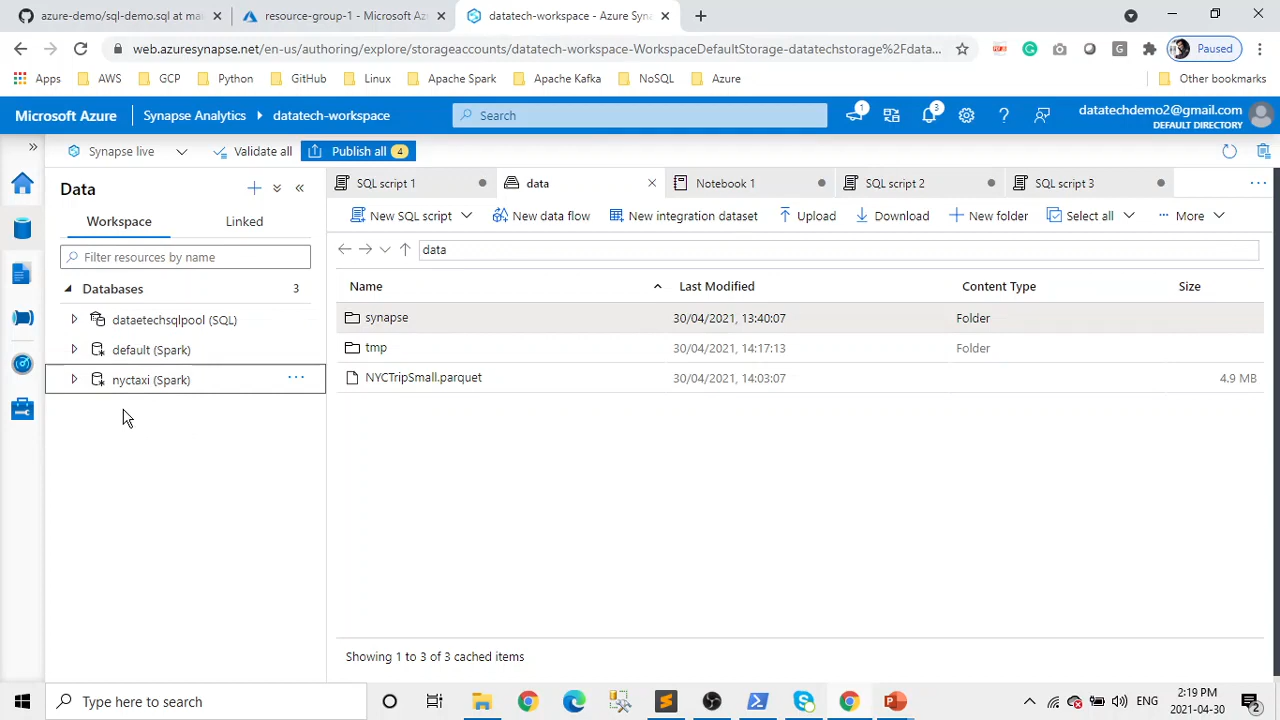 azure-demo/sql-demo.sql at ma
resource-group-1 - Microsoft Az
datatech-workspace - Azure Syna
web.azuresynapse.net/en-us/authoring/explore/storageaccounts/datatech-workspace-WorkspaceDefaultStorage-datatechstorage%2Fdata...
Paused
Apps
AWS
GCP
Python
GitHub
Linux
Apache Spark
Apache Kafka
NoSQL
Azure
Other bookmarks
Microsoft Azure
Synapse Analytics
datatech-workspace
Search
1
3
datatechdemo2@gmail.com
DEFAULT DIRECTORY
Synapse live
Validate all
Publish all 4
Data
SQL script 1
data
Notebook 1
SQL script 2
SQL script 3
Workspace
Linked
New SQL script
New data flow
New integration dataset
Upload
Download
New folder
Select all
More
Filter resources by name
data
Databases 3
dataetechsqlpool (SQL)
default (Spark)
nyctaxi (Spark)
Name Last Modified Content Type Size
synapse 30/04/2021, 13:40:07 Folder
tmp 30/04/2021, 14:17:13 Folder
NYCTripSmall.parquet 30/04/2021, 14:03:07 4.9 MB
Showing 1 to 3 of 3 cached items
Type here to search
ENG
2:19 PM
2021-04-30
2